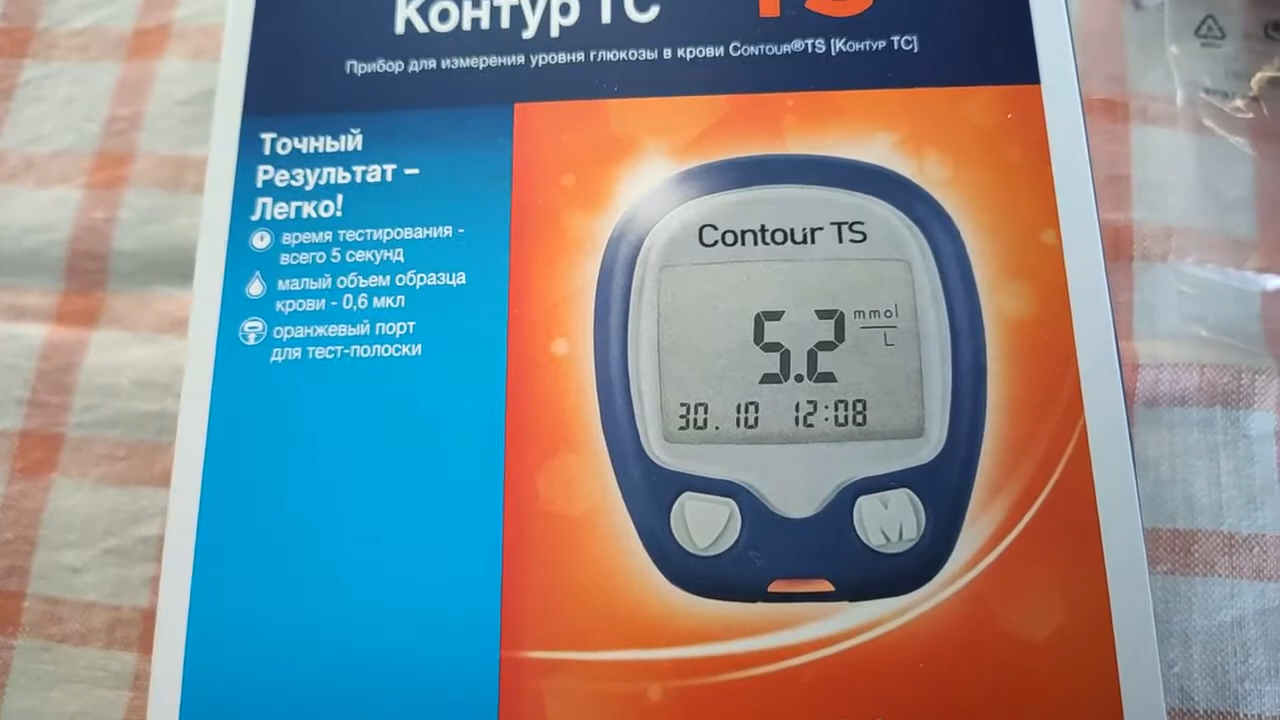 Контур ТС TS
Прибор для измерения уровня глюкозы в крови CONTOUR®TS [КОНТУР ТС]
Точный
Результат –
Легко!
время тестирования -
всего 5 секунд
малый объем образца
крови - 0,6 мкл
оранжевый порт
для тест-полоски
Contour TS
5.2 mmol
L
30.10 12:08
M